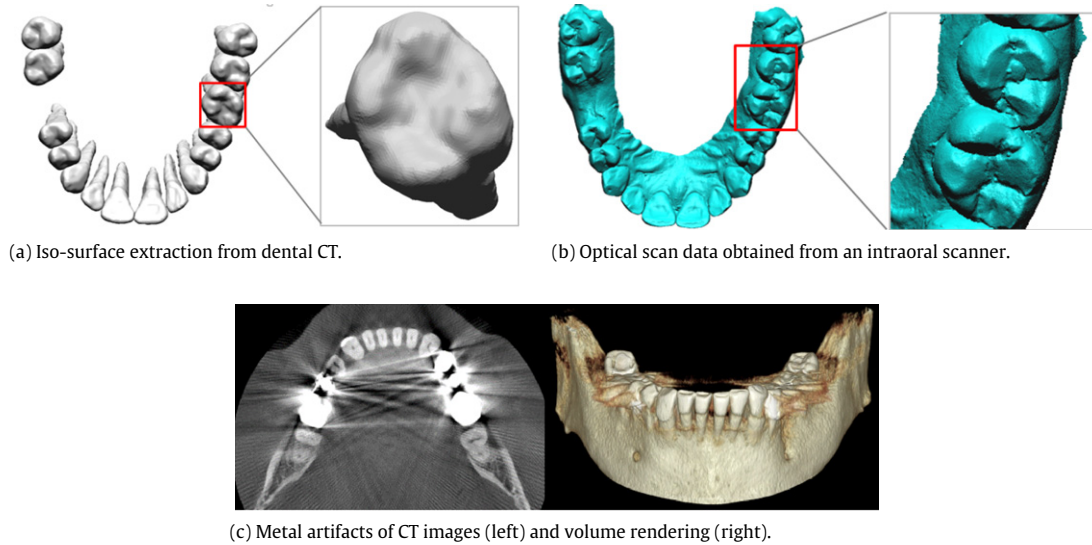 (a) Iso-surface extraction from dental CT.
(b) Optical scan data obtained from an intraoral scanner.
(c) Metal artifacts of CT images (left) and volume rendering (right).